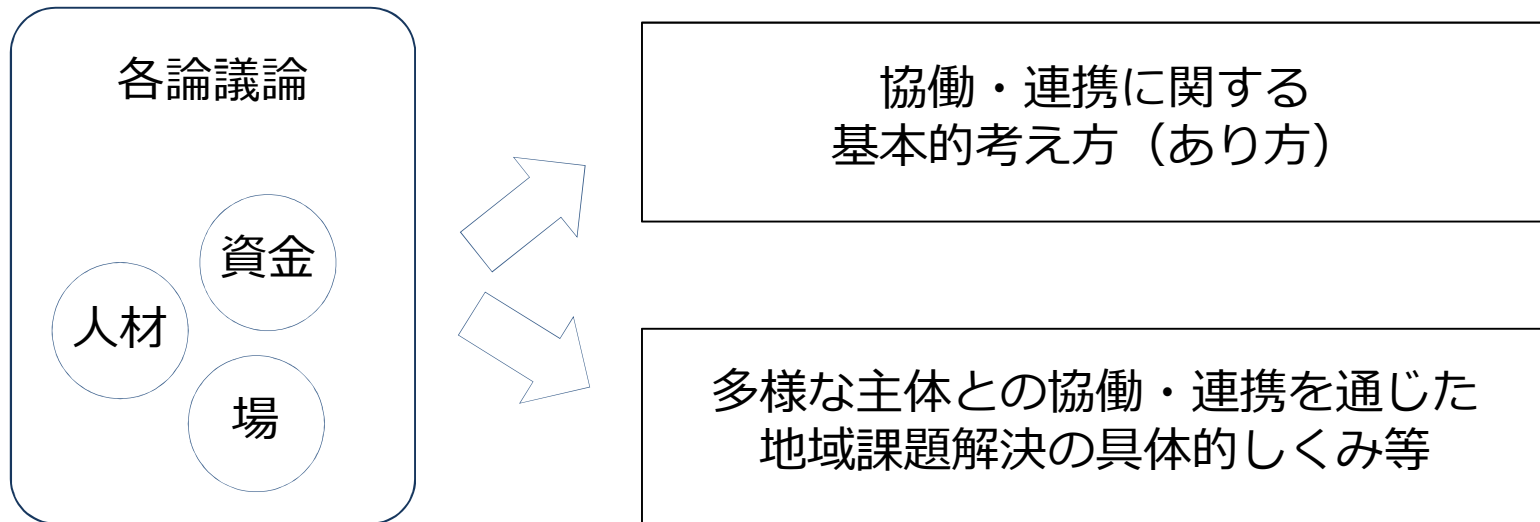 各論議論
資金
人材
場
協働・連携に関する
基本的考え方（あり方）
多様な主体との協働・連携を通じた
地域課題解決の具体的しくみ等